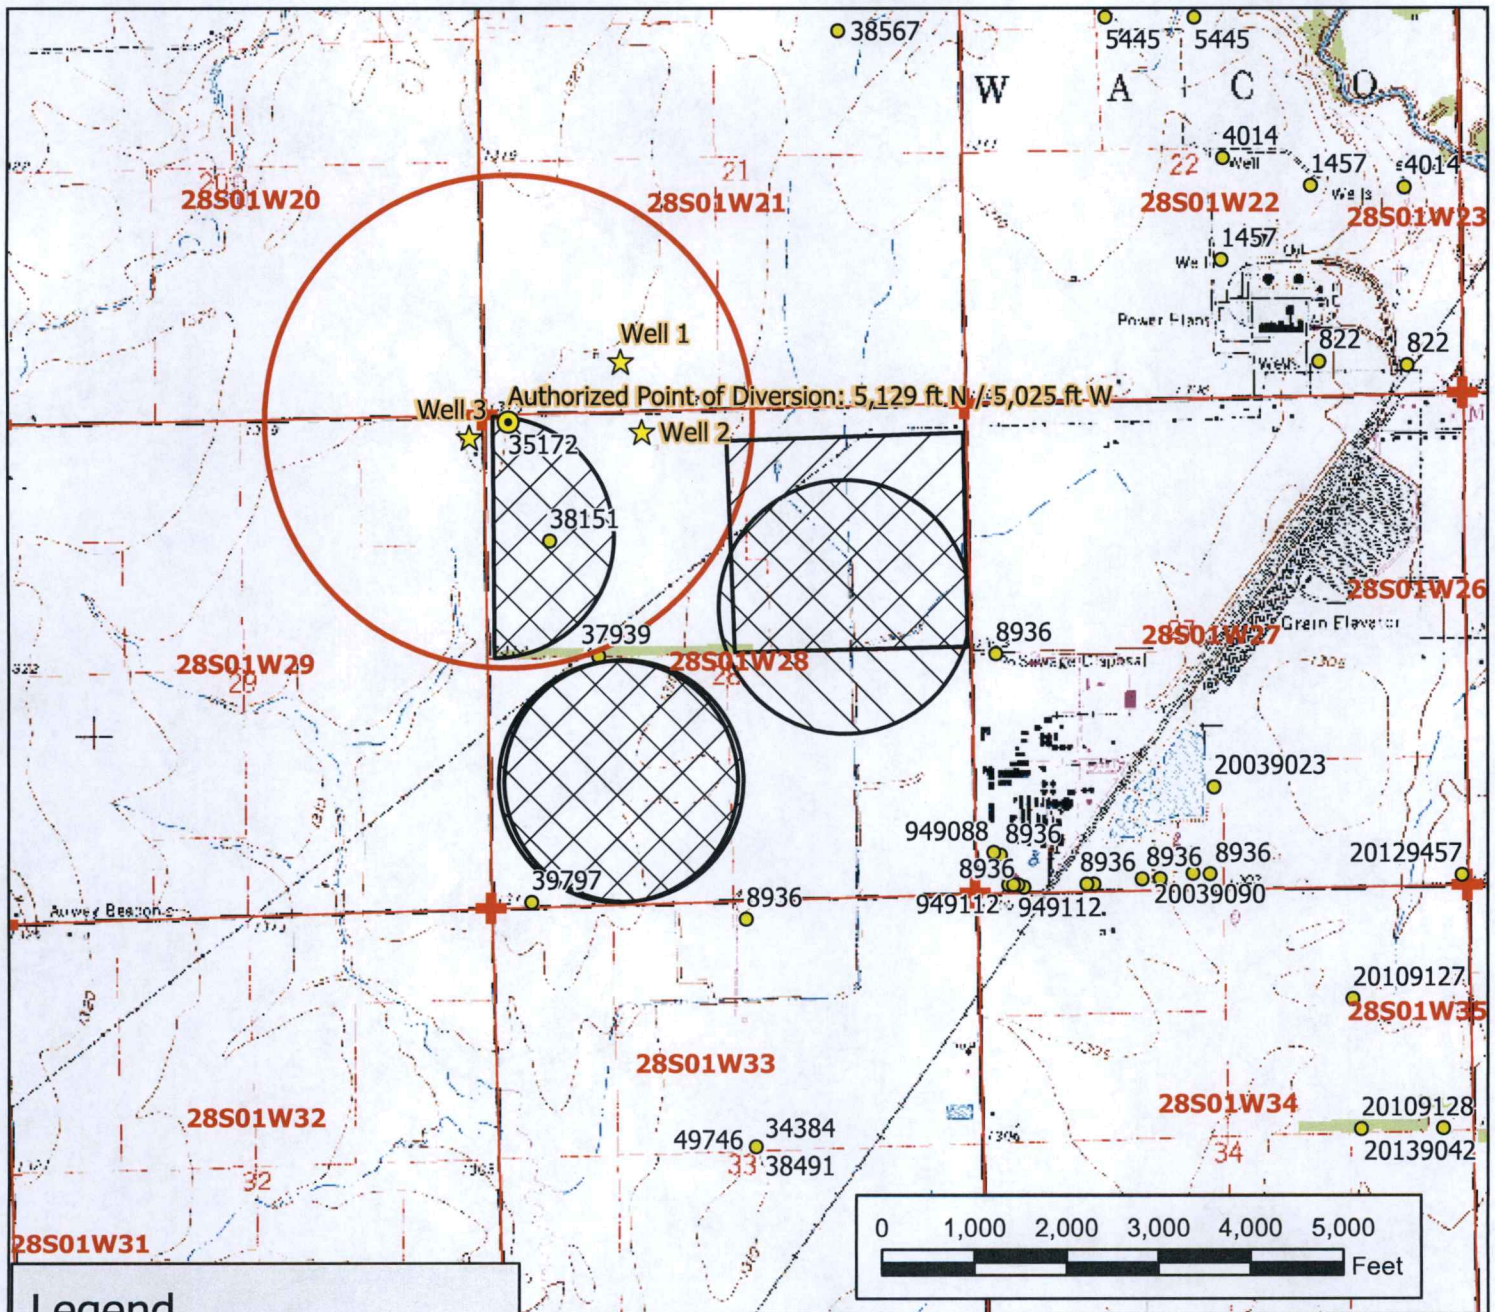 38567
5445
5445
W A C O
4014
Well
1457
4014
Wells
21
22
28S01W20
28S01W21
28S01W22
28S01W23
1457
Well
Power Plant
822
822
Wells
Well 1
Authorized Point of Diversion: 5,129 ft N / 5,025 ft W
Well 3
Well 2
35172
38151
28S01W26
Grain Elevator
37939
8936
28S01W27
Sewage Disposal
28S01W29
28S01W28
29
28
20039023
949088
8936
8936
8936
8936
8936
20129457
39797
8936
949112
949112
20039090
Airway Beacon
20109127
28S01W35
28S01W33
28S01W32
28S01W34
20109128
34384
49746
38491
33
34
20139042
32
28S01W31
0 1,000 2,000 3,000 4,000 5,000
Feet
Legend